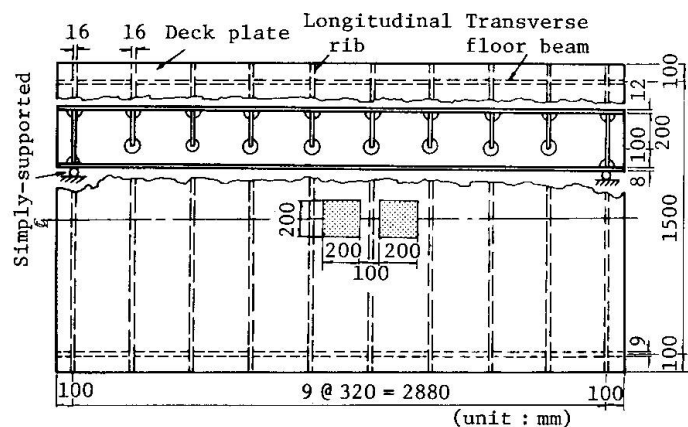 16
16
Deck plate
Longitudinal
rib
Transverse
floor beam
100
12
200
100
8
Simply-supported
℄
200
200
200
100
1500
9
100
100
9 @ 320 = 2880
100
(unit : mm)